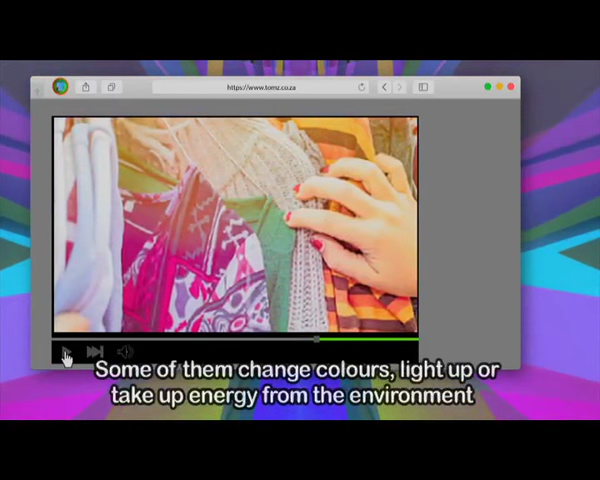 https://www.tomz.co.za
Some of them change colours, light up or
take up energy from the environment